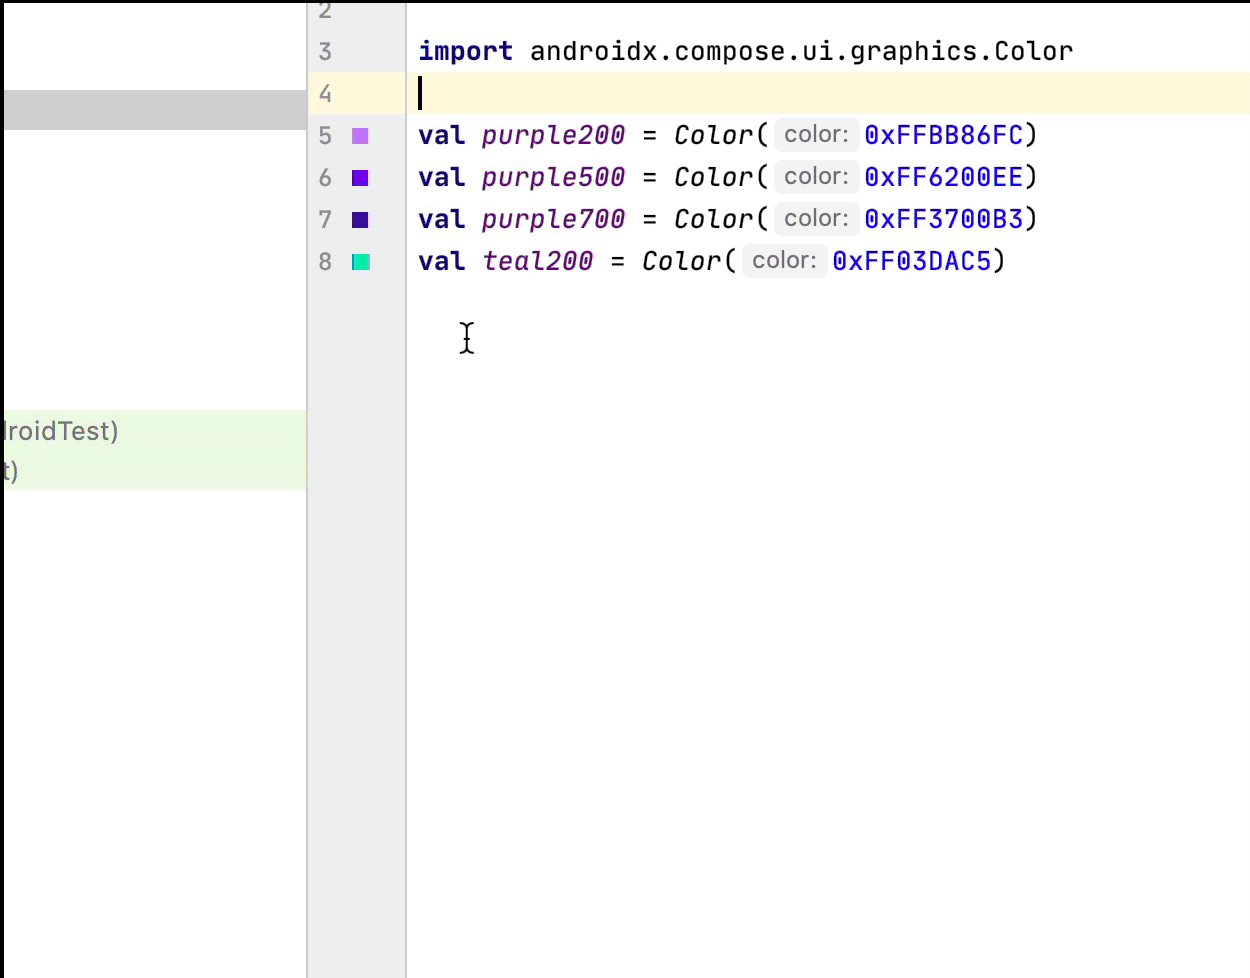 2
3 import androidx.compose.ui.graphics.Color
4
5 val purple200 = Color( color: 0xFFBB86FC)
6 val purple500 = Color( color: 0xFF6200EE)
7 val purple700 = Color( color: 0xFF3700B3)
8 val teal200 = Color( color: 0xFF03DAC5)
roidTest)
t)